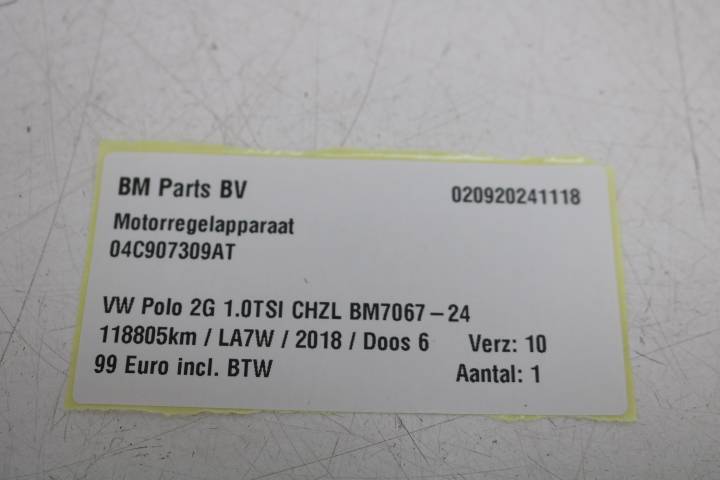 BM Parts BV 020920241118
Motorregelapparaat
04C907309AT
VW Polo 2G 1.0TSI CHZL BM7067-24
118805km / LA7W / 2018 / Doos 6 Verz: 10
99 Euro incl. BTW Aantal: 1